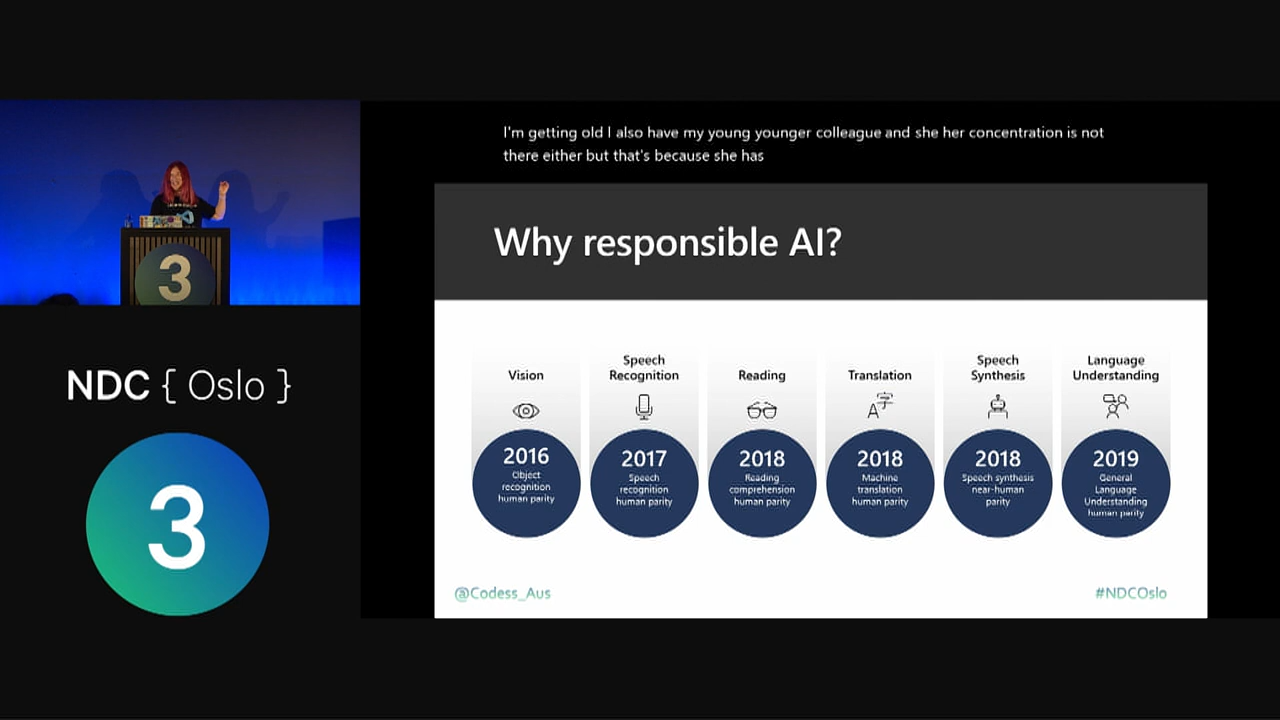 I'm getting old I also have my young younger colleague and she her concentration is not
there either but that's because she has
Why responsible AI?
Vision
Speech
Recognition
Reading
Translation
Speech
Synthesis
Language
Understanding
2016
Object
recognition
human parity
2017
Speech
recognition
human parity
2018
Reading
comprehension
human parity
2018
Machine
translation
human parity
2018
Speech synthesis
near-human
parity
2019
General
Language
Understanding
human parity
@Codess_Aus
#NDCOslo
3
NDC { Oslo }
3